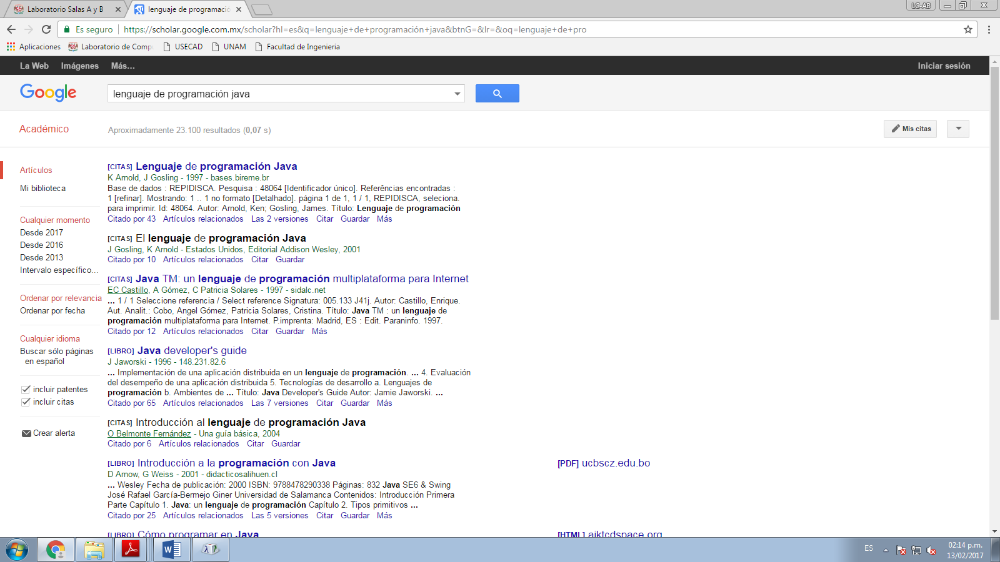 Laboratorio Salas A y B
lenguaje de programació
LC-AB
Es seguro
https://scholar.google.com.mx/scholar?hl=es&q=lenguaje+de+programación+java&btnG=&lr=&oq=lenguaje+de+pro
Aplicaciones
Laboratorio de Comp
USECAD
UNAM
Facultad de Ingenieria
La Web Imágenes Más...
Iniciar sesión
Google
lenguaje de programación java
Académico
Aproximadamente 23.100 resultados (0,07 s)
Mis citas
Artículos
Mi biblioteca
Cualquier momento
Desde 2017
Desde 2016
Desde 2013
Intervalo específico...
Ordenar por relevancia
Ordenar por fecha
Cualquier idioma
Buscar sólo páginas
en español
incluir patentes
incluir citas
Crear alerta
[CITAS] Lenguaje de programación Java
K Arnold, J Gosling - 1997 - bases.bireme.br
Base de dados : REPIDISCA. Pesquisa : 48064 [Identificador único]. Referências encontradas :
1 [refinar]. Mostrando: 1 .. 1 no formato [Detalhado]. página 1 de 1, 1 / 1, REPIDISCA, seleciona.
para imprimir. Id: 48064. Autor: Arnold, Ken; Gosling, James. Título: Lenguaje de programación
Citado por 43 Artículos relacionados Las 2 versiones Citar Guardar Más
[CITAS] El lenguaje de programación Java
J Gosling, K Arnold - Estados Unidos, Editorial Addison Wesley, 2001
Citado por 10 Artículos relacionados Citar Guardar
[CITAS] Java TM: un lenguaje de programación multiplataforma para Internet
EC Castillo, A Gómez, C Patricia Solares - 1997 - sidalc.net
... 1 / 1 Seleccione referencia / Select reference Signatura: 005.133 J41j. Autor: Castillo, Enrique.
Aut. Analit.: Cobo, Angel Gómez, Patricia Solares, Cristina. Título: Java TM : un lenguaje de
programación multiplataforma para Internet. P.imprenta: Madrid, ES : Edit. Paraninfo. 1997.
Citado por 12 Artículos relacionados Citar Guardar Más
[LIBRO] Java developer's guide
J Jaworski - 1996 - 148.231.82.6
... Implementación de una aplicación distribuida en un lenguaje de programación. ... 4. Evaluación
del desempeño de una aplicación distribuida 5. Tecnologías de desarrollo a. Lenguajes de
programación b. Ambientes de ... Título: Java Developer's Guide Autor: Jamie Jaworski. ...
Citado por 65 Artículos relacionados Las 7 versiones Citar Guardar Más
[CITAS] Introducción al lenguaje de programación Java
O Belmonte Fernández - Una guía básica, 2004
Citado por 6 Artículos relacionados Citar Guardar
[LIBRO] Introducción a la programación con Java
[PDF] ucbscz.edu.bo
D Arnow, G Weiss - 2001 - didacticosalihuen.cl
... Wesley Fecha de publicación: 2000 ISBN: 9788478290338 Páginas: 832 Java SE6 & Swing
José Rafael García-Bermejo Giner Universidad de Salamanca Contenidos: Introducción Primera
Parte Capítulo 1. Java: un lenguaje de programación Capítulo 2. Tipos primitivos ...
Citado por 25 Artículos relacionados Las 5 versiones Citar Guardar Más
[LIBRO] Cómo programar en Java
[HTML] aiktcdspace.org
ES
02:14 p.m.
13/02/2017